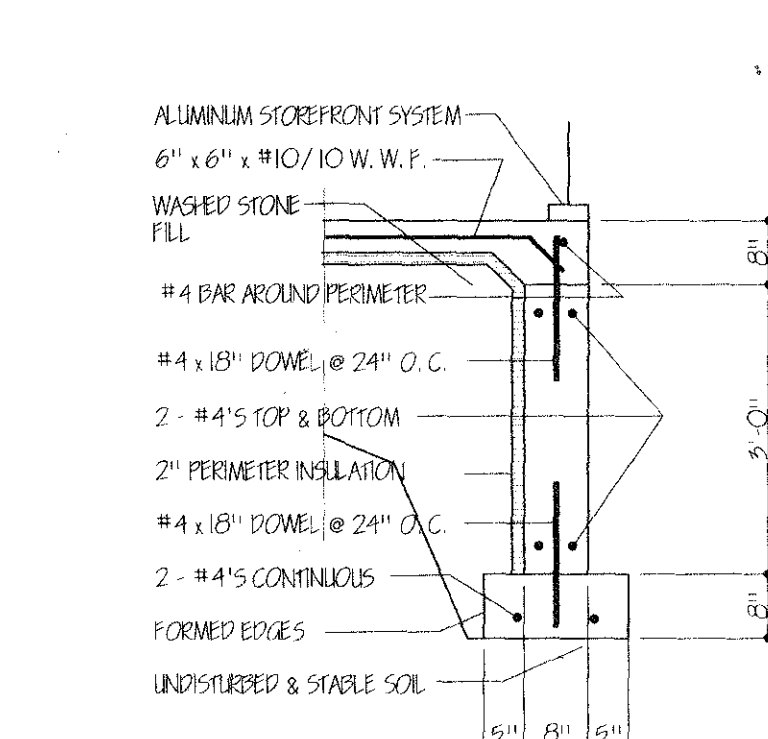 ALUMINUM STOREFRONT SYSTEM
6" x 6" x #10/10 W.W.F.
WASHED STONE
FILL
8"
#4 BAR AROUND PERIMETER
#4 x 18" DOWEL @ 24" O.C.
2 - #4'S TOP & BOTTOM
3'-0"
2" PERIMETER INSULATION
#4 x 18" DOWEL @ 24" O.C.
2 - #4'S CONTINUOUS
8"
FORMED EDGES
UNDISTURBED & STABLE SOIL
5" 8" 5"